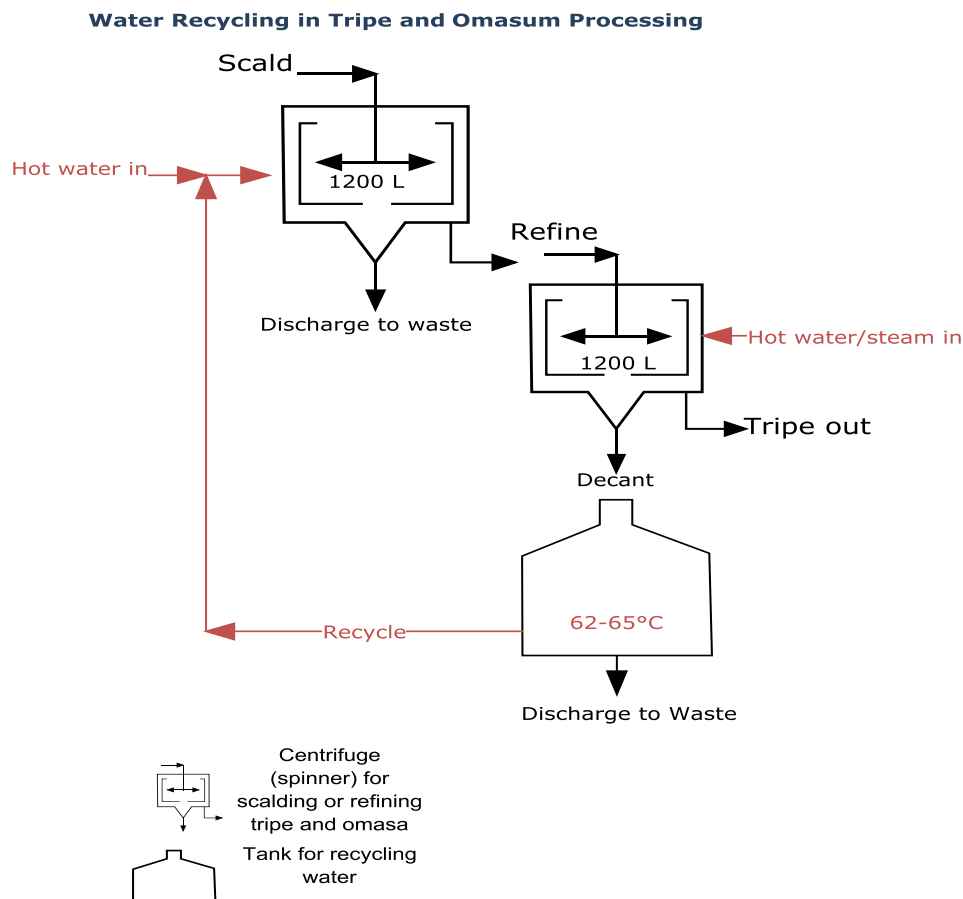 Water Recycling in Tripe and Omasum Processing
Scald
Hot water in
1200 L
Refine
Discharge to waste
Hot water/steam in
1200 L
Tripe out
Decant
62-65°C
Recycle
Discharge to Waste
Centrifuge
(spinner) for
scalding or refining
tripe and omasa
Tank for recycling
water